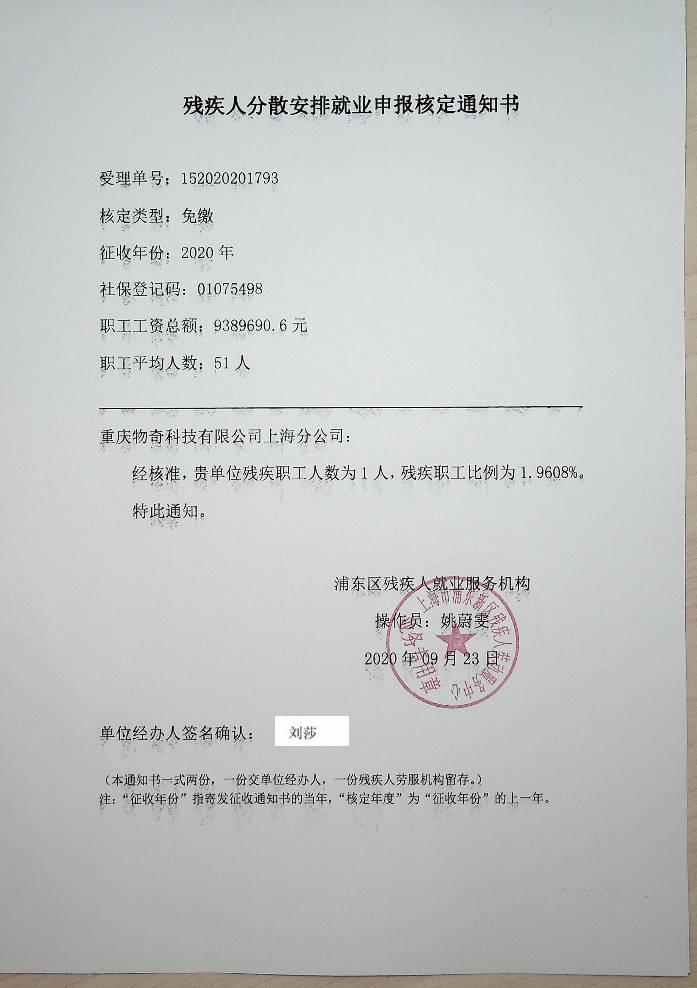 残疾人分散安排就业申报核定通知书
受理单号：152020201793
核定类型：免缴
征收年份：2020 年
社保登记码：01075498
职工工资总额：9389690.6 元
职工平均人数：51 人
重庆物奇科技有限公司上海分公司：
经核准，贵单位残疾职工人数为 1 人，残疾职工比例为 1.9608%。
特此通知。
浦东区残疾人就业服务机构
操作员：姚蔚雯
2020 年 09 月 23 日
上海市浦东新区残疾人劳动服务中心
业务专用章
单位经办人签名确认：
刘莎
（本通知书一式两份，一份交单位经办人，一份残疾人劳服机构留存。）
注：“征收年份”指寄发征收通知书的当年，“核定年度”为“征收年份”的上一年。